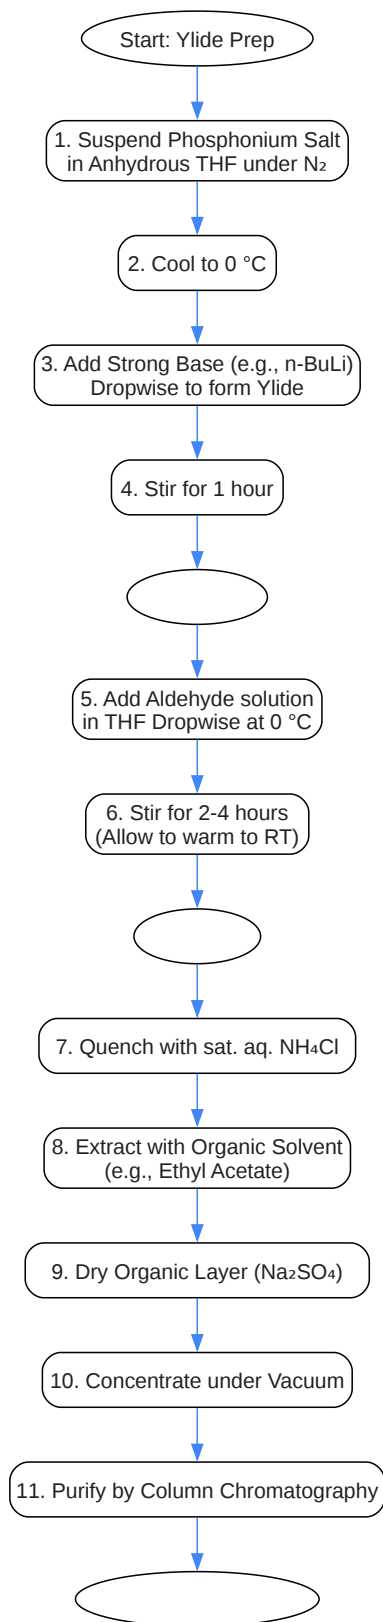 Start: Ylide Prep
1. Suspend Phosphonium Salt
in Anhydrous THF under N₂
2. Cool to 0 °C
3. Add Strong Base (e.g., n-BuLi)
Dropwise to form Ylide
4. Stir for 1 hour
5. Add Aldehyde solution
in THF Dropwise at 0 °C
6. Stir for 2-4 hours
(Allow to warm to RT)
7. Quench with sat. aq. NH₄Cl
8. Extract with Organic Solvent
(e.g., Ethyl Acetate)
9. Dry Organic Layer (Na₂SO₄)
10. Concentrate under Vacuum
11. Purify by Column Chromatography